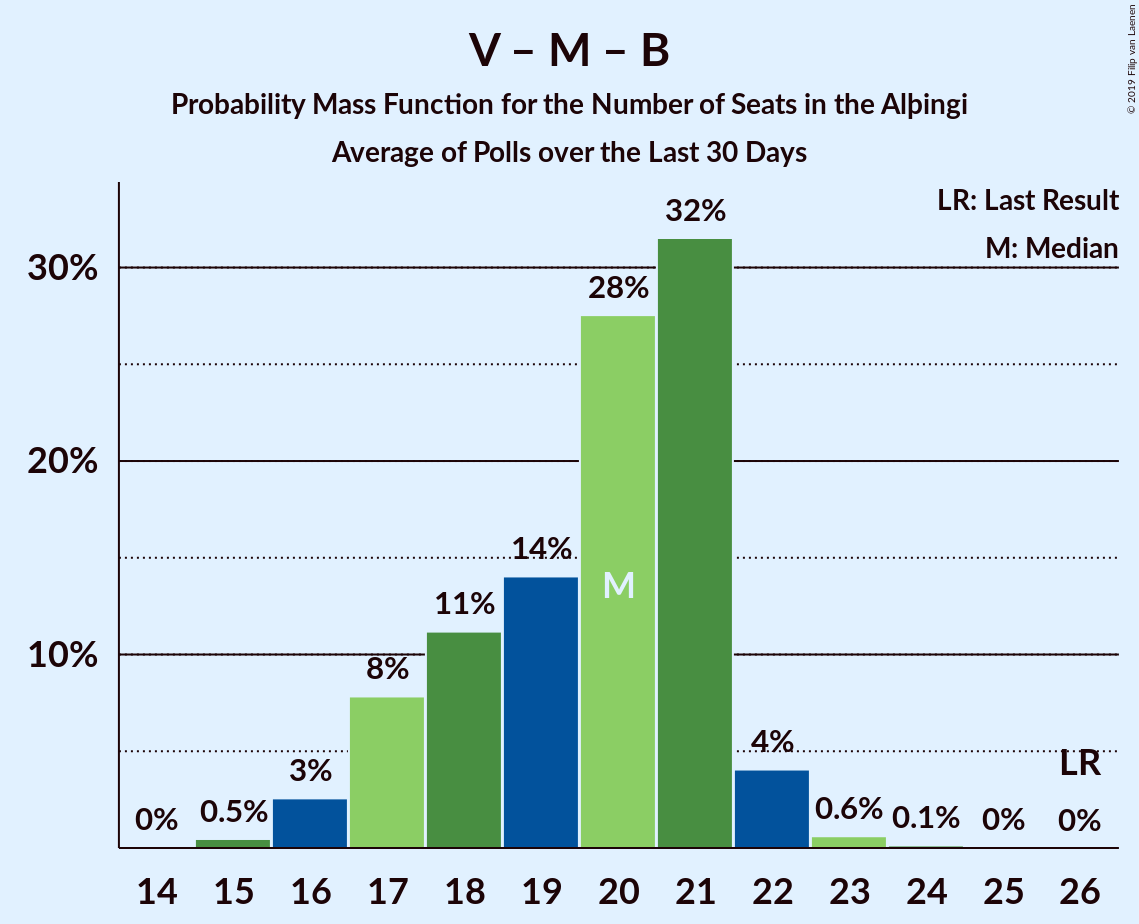 V – M – B
Probability Mass Function for the Number of Seats in the Alþingi
Average of Polls over the Last 30 Days
© 2019 Filip van Laenen
LR: Last Result
M: Median
30%
20%
10%
0%
0.5%
3%
8%
11%
14%
28%
32%
4%
0.6%
0.1%
0%
0%
M
LR
14 15 16 17 18 19 20 21 22 23 24 25 26